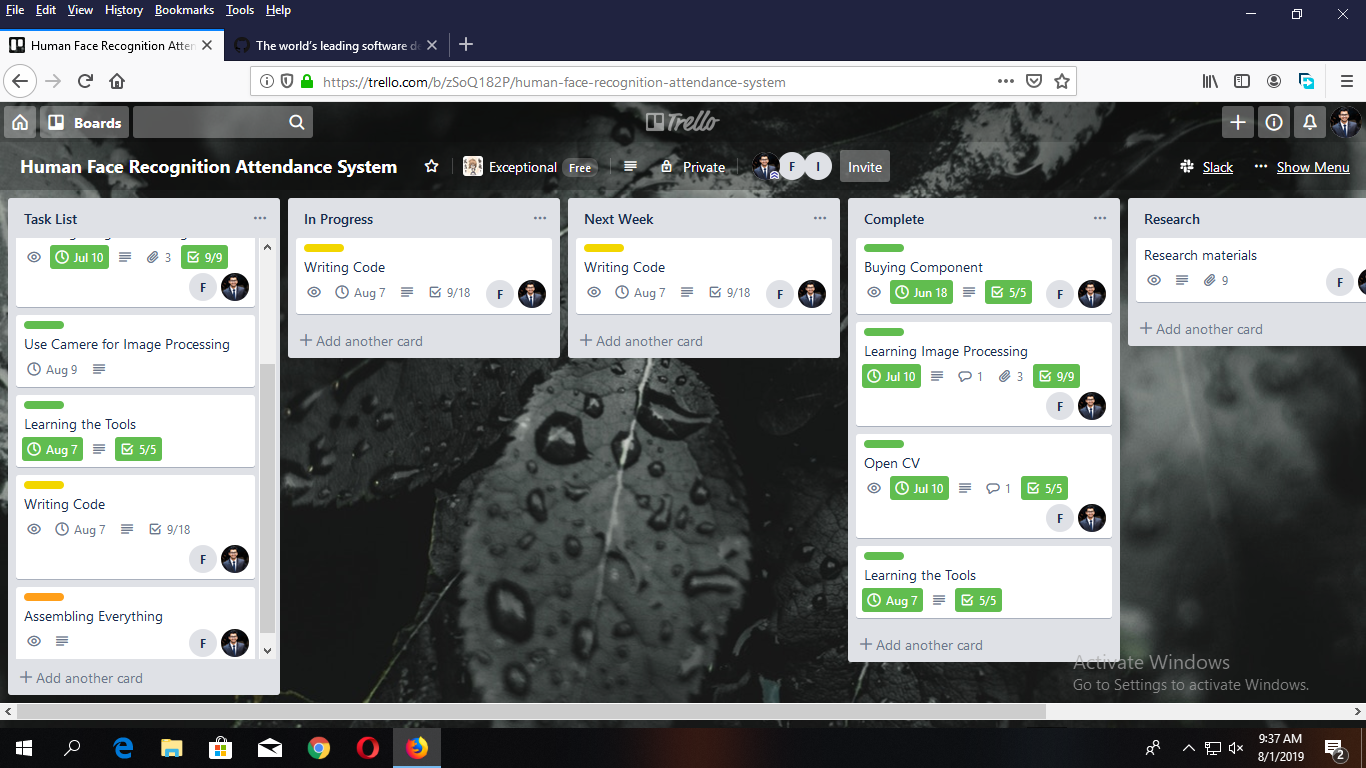 File Edit View History Bookmarks Tools Help
Human Face Recognition Atten
The world's leading software de
https://trello.com/b/zSoQ182P/human-face-recognition-attendance-system
Boards
Trello
Human Face Recognition Attendance System
Exceptional Free
Private
F I
Invite
Slack
Show Menu
Task List
Jul 10 3 9/9
F
Use Camere for Image Processing
Aug 9
Learning the Tools
Aug 7 5/5
Writing Code
Aug 7 9/18
F
Assembling Everything
F
Add another card
In Progress
Writing Code
Aug 7 9/18 F
Add another card
Next Week
Writing Code
Aug 7 9/18 F
Add another card
Complete
Buying Component
Jun 18 5/5 F
Learning Image Processing
Jul 10 1 3 9/9
F
Open CV
Jul 10 1 5/5
F
Learning the Tools
Aug 7 5/5
Add another card
Research
Research materials
9 F
Add another card
Activate Windows
Go to Settings to activate Windows.
9:37 AM
8/1/2019
2